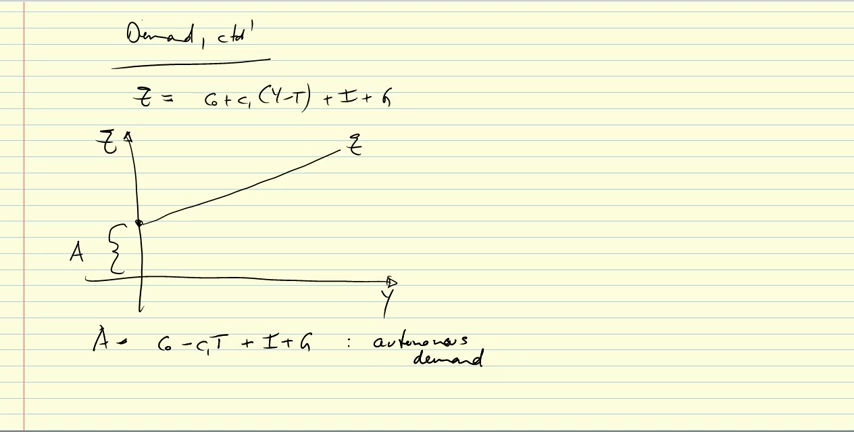 Demand, ctd'
Z = c₀ + c₁ (Y-T) + I + G
Z
Z
A
Y
A = c₀ - c₁T + I + G : autonomous
demand